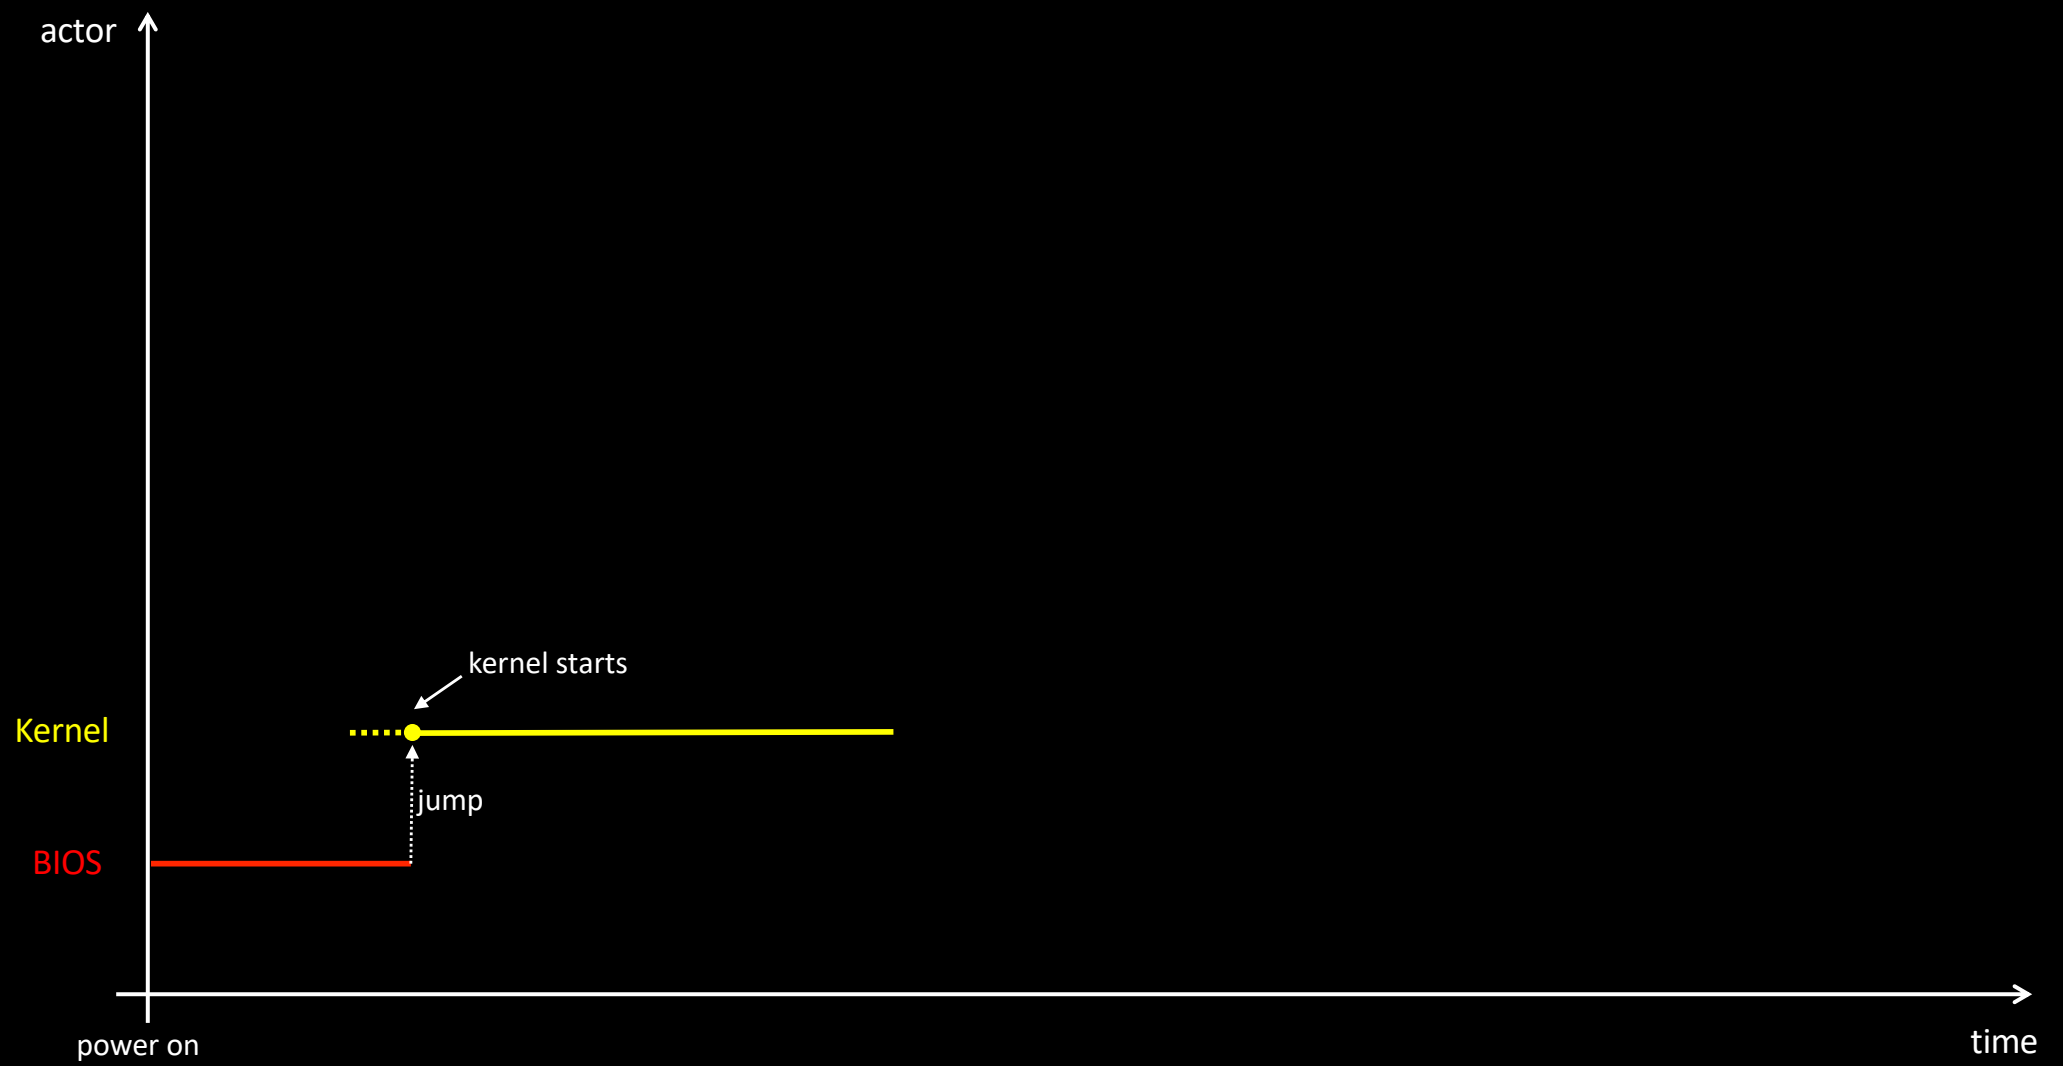 actor
kernel starts
Kernel
jump
BIOS
power on
time